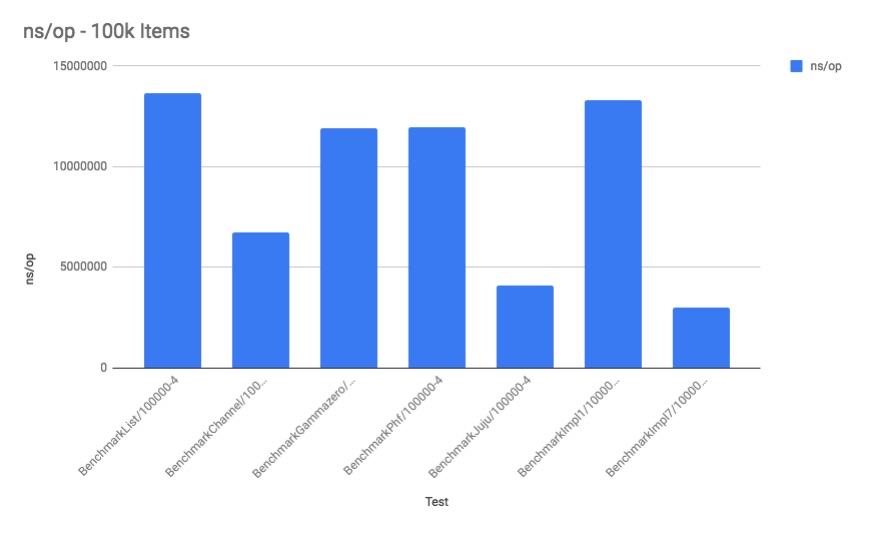 ns/op - 100k Items
15000000
10000000
5000000
0
ns/op
ns/op
BenchmarkList/100000-4
BenchmarkChannel/100...
BenchmarkGammazero/...
BenchmarkPhf/100000-4
BenchmarkJuju/100000-4
BenchmarkImpl1/10000...
BenchmarkImpl7/10000...
Test